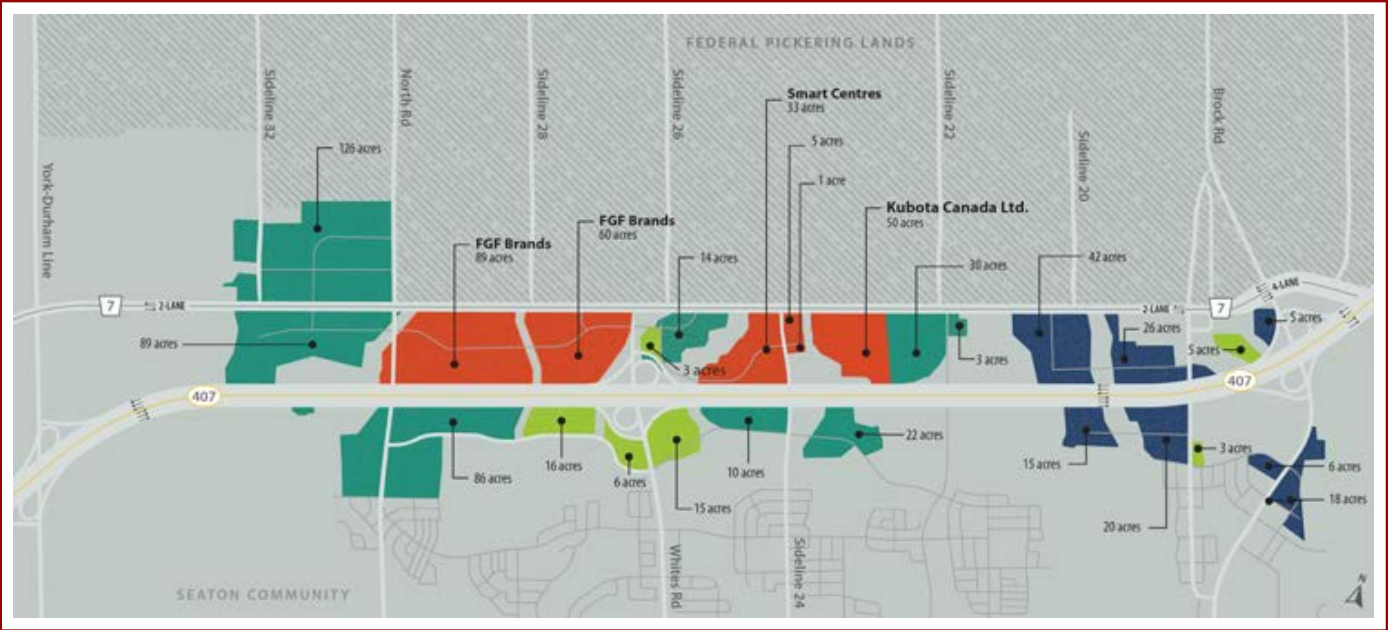 FEDERAL PICKERING LANDS
Sideline 32
North Rd
Sideline 28
Sideline 26
Sideline 22
Brock Rd
Smart Centres
33 acres
5 acres
1 acre
126 acres
York-Durham Line
Sideline 20
Kubota Canada Ltd.
50 acres
FGF Brands
60 acres
FGF Brands
89 acres
14 acres
30 acres
42 acres
7
2-LANE
2-LANE
7
4-LANE
5 acres
26 acres
5 acres
89 acres
3 acres
3 acres
407
407
22 acres
16 acres
6 acres
10 acres
86 acres
15 acres
15 acres
3 acres
6 acres
18 acres
20 acres
Whites Rd
Sideline 24
SEATON COMMUNITY
N